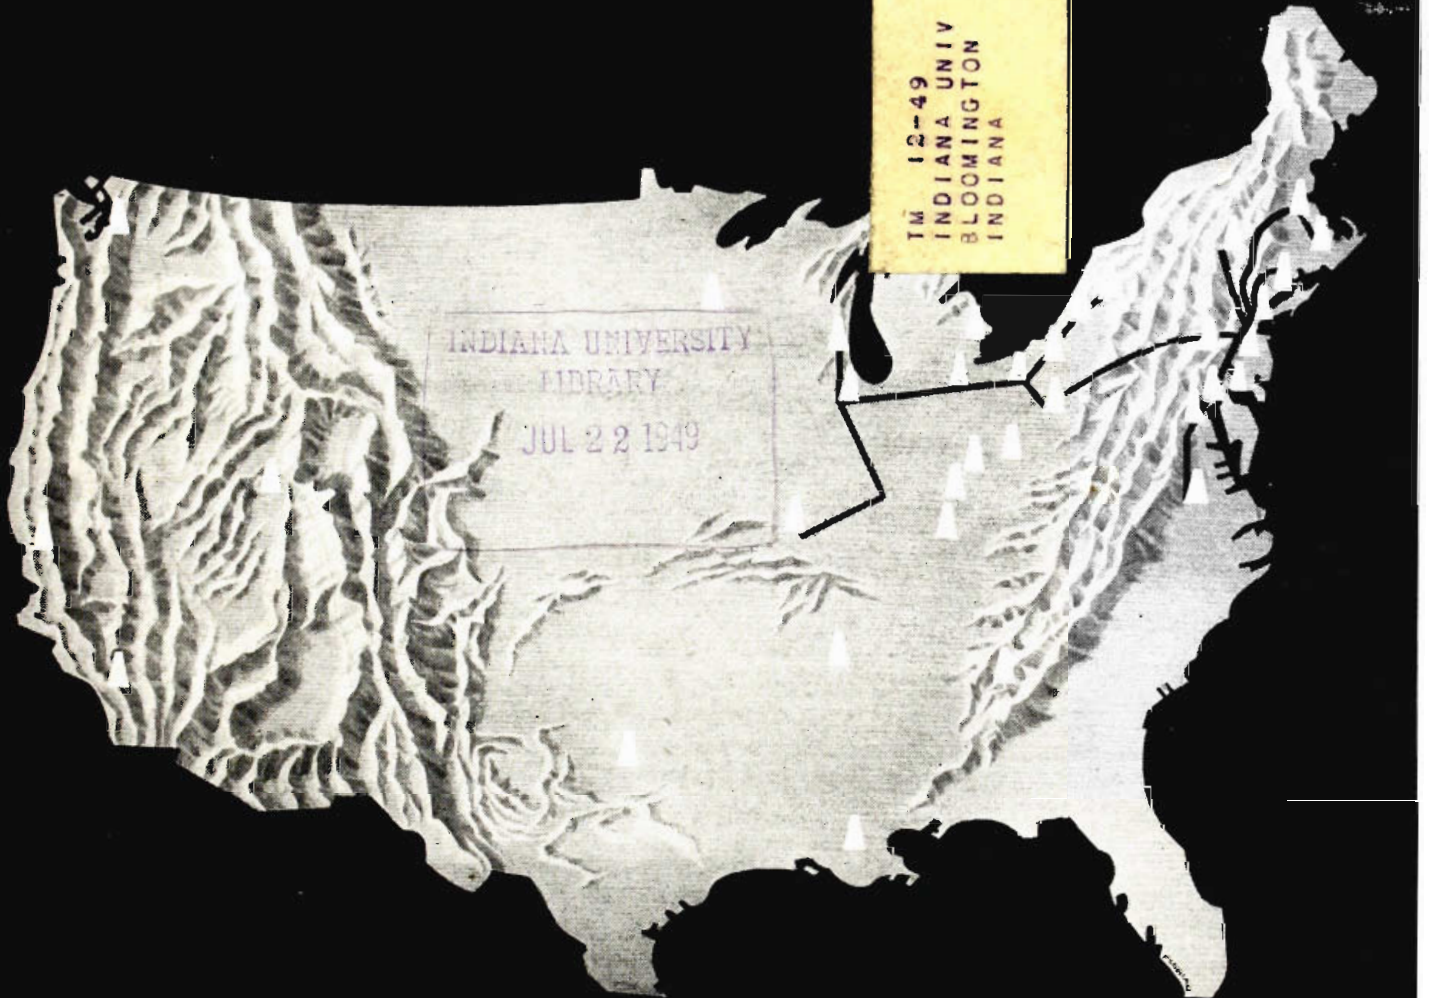 TM 12-49
INDIANA UNIV
BLOOMINGTON
INDIANA
INDIANA UNIVERSITY
LIBRARY
JUL 22 1949